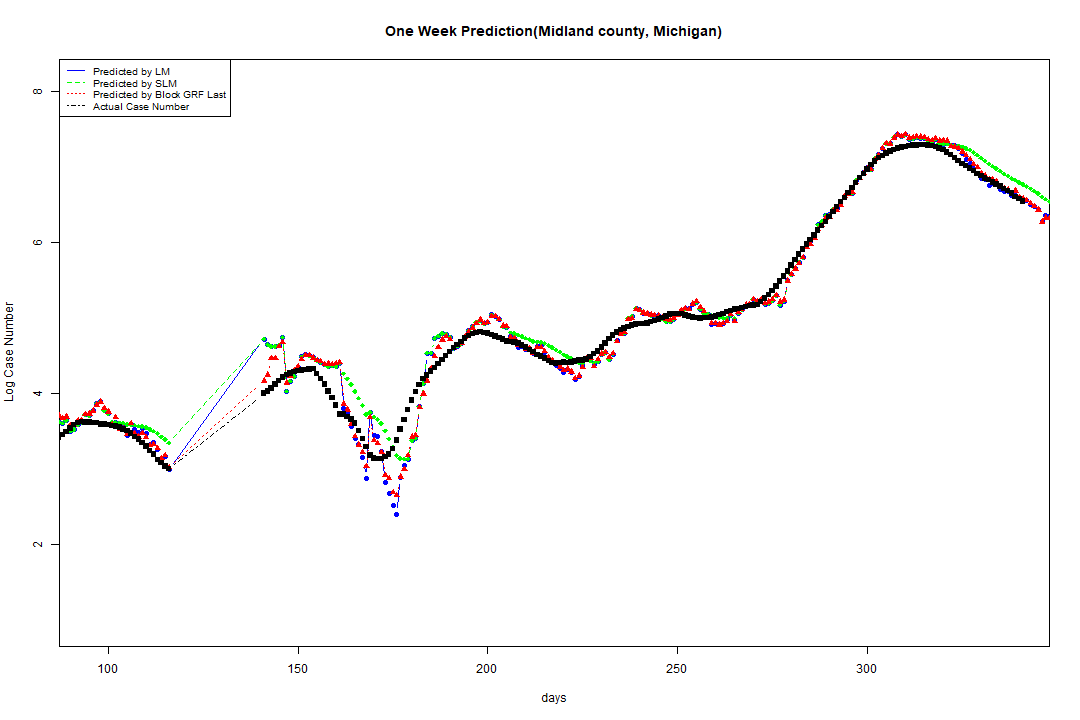 One Week Prediction(Midland county, Michigan)
Predicted by LM
Predicted by SLM
Predicted by Block GRF Last
Actual Case Number
8
6
4
2
Log Case Number
100 150 200 250 300
days